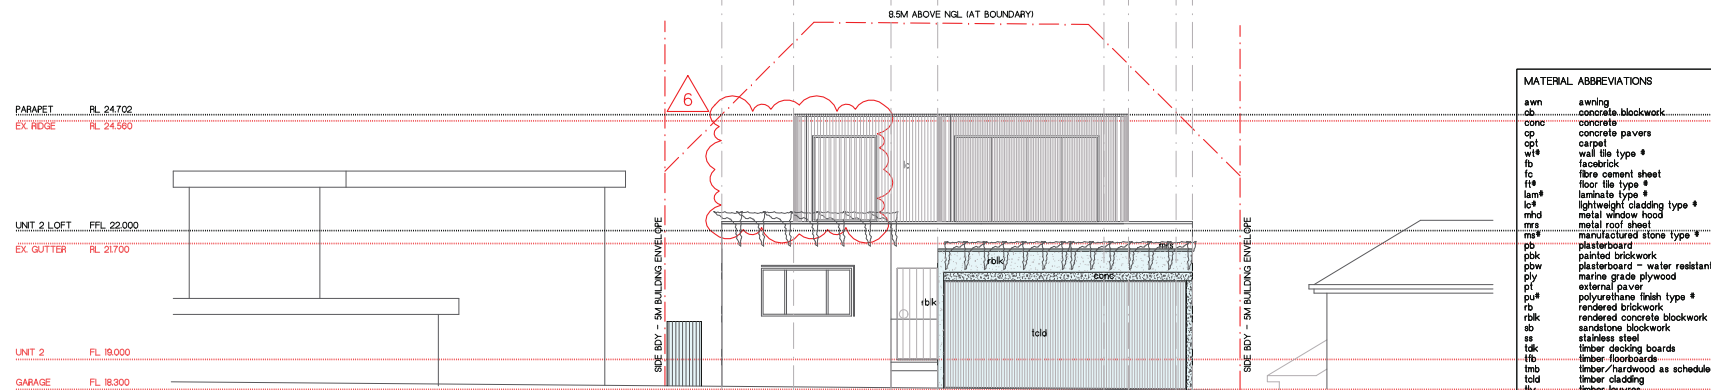 8.5M ABOVE NGL (AT BOUNDARY)
6
PARAPET RL 24.702
EX. RIDGE RL 24.560
UNIT 2 LOFT FFL 22.000
EX. GUTTER RL 21.700
UNIT 2 FL 19.000
GARAGE FL 18.300
SIDE BDY - 5M BUILDING ENVELOPE
lc
mrs
rblk
conc
rblk
tcld
SIDE BDY - 5M BUILDING ENVELOPE
MATERIAL ABBREVIATIONS
awn awning
cb concrete blockwork
conc concrete
cp concrete pavers
cpt carpet
wt# wall tile type #
fb facebrick
fc fibre cement sheet
ft# floor tile type #
lam# laminate type #
lc# lightweight cladding type #
mhd metal window hood
mrs metal roof sheet
ms# manufactured stone type #
pb plasterboard
pbk painted brickwork
pbw plasterboard - water resistant
ply marine grade plywood
pt external paver
pu# polyurethane finish type #
rb rendered brickwork
rblk rendered concrete blockwork
sb sandstone blockwork
ss stainless steel
tdk timber decking boards
tfb timber floorboards
tmb timber/hardwood as schedule
tcld timber cladding
tlv timber louvres